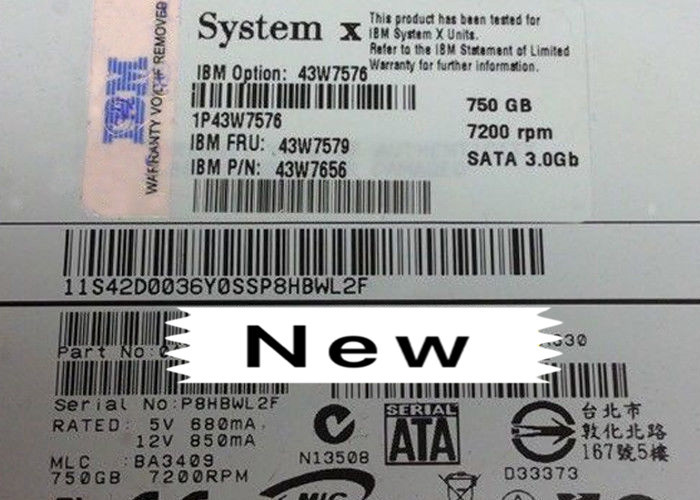 System x
This product has been tested for
IBM System X Units.
Refer to the IBM Statement of Limited
Warranty for further information.
IBM
WARRANTY VOID IF REMOVED
IBM Option: 43W7576
1P43W7576
IBM FRU: 43W7579
IBM P/N: 43W7656
750 GB
7200 rpm
SATA 3.0Gb
11S42D0036Y0SSP8HBWL2F
Part No:
New
Serial No:P8HBWL2F
RATED: 5V 680mA,
12V 850mA
MLC: BA3409
750GB 7200RPM
N13508
SERIAL
ATA
D33373
台北市
敦化北路
167號5樓